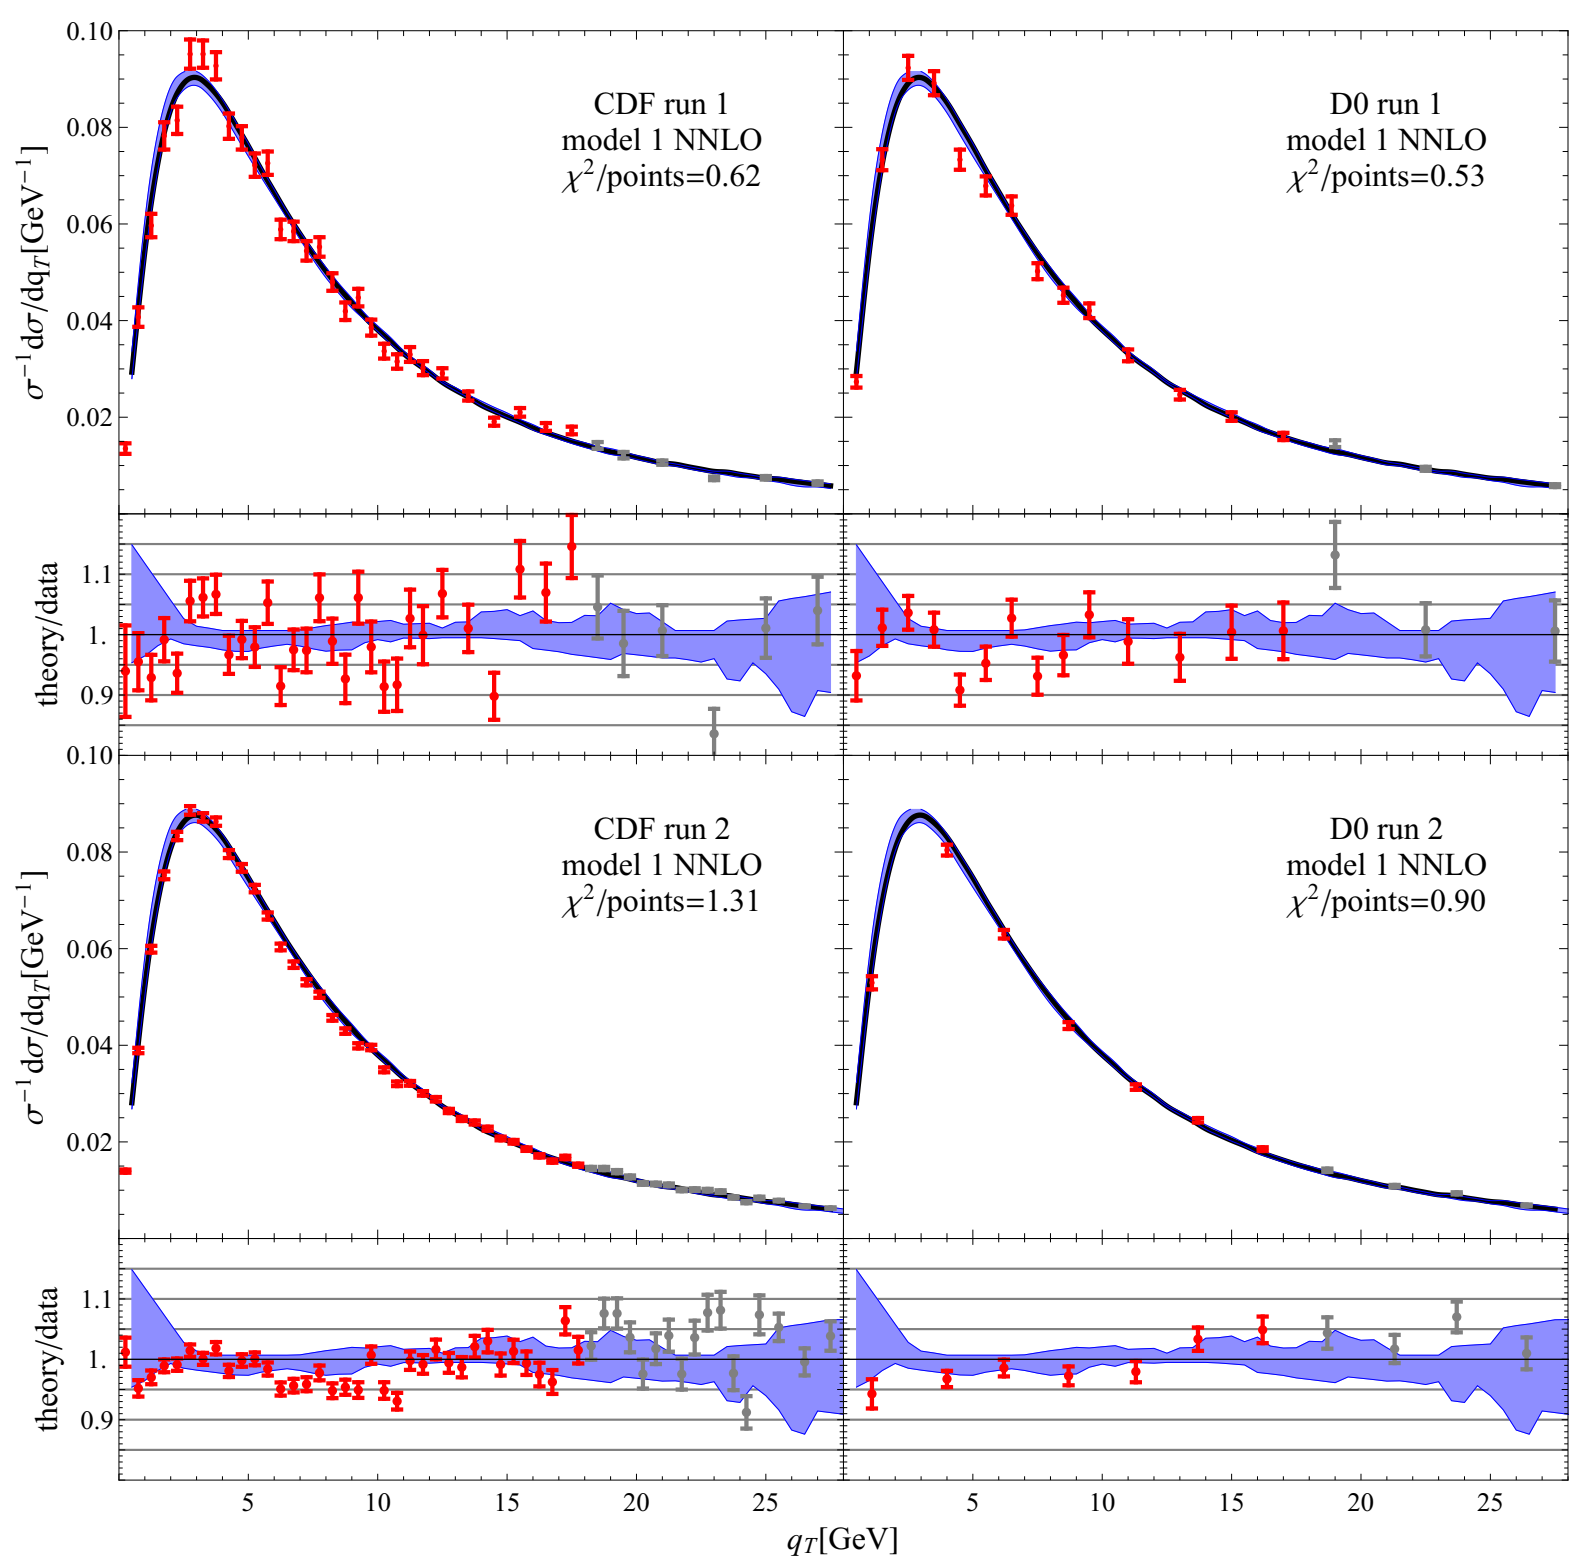 0.10
0.08
0.06
0.04
0.02
σ⁻¹dσ/dq_T[GeV⁻¹]
CDF run 1
model 1 NNLO
χ²/points=0.62
D0 run 1
model 1 NNLO
χ²/points=0.53
1.1
1.
0.9
theory/data
0.10
0.08
0.06
0.04
0.02
σ⁻¹dσ/dq_T[GeV⁻¹]
CDF run 2
model 1 NNLO
χ²/points=1.31
D0 run 2
model 1 NNLO
χ²/points=0.90
1.1
1.
0.9
theory/data
5 10 15 20 25 5 10 15 20 25
q_T[GeV]